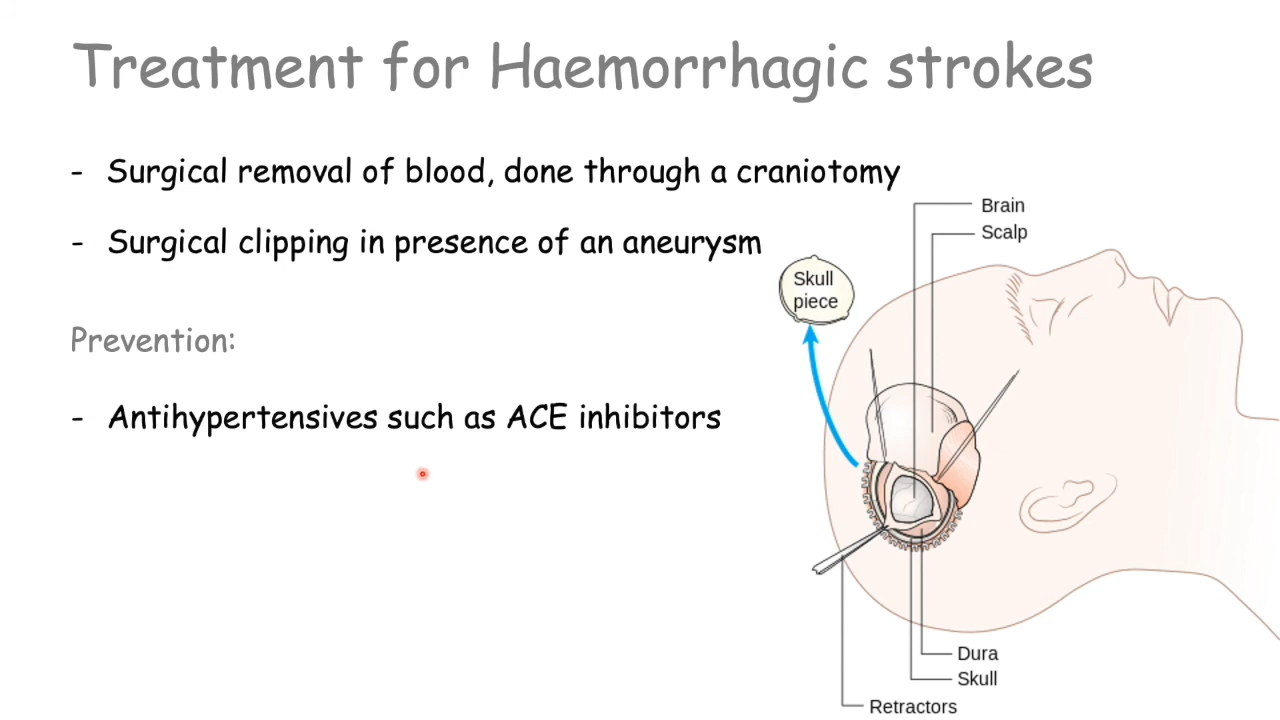 Treatment for Haemorrhagic strokes
- Surgical removal of blood, done through a craniotomy
- Surgical clipping in presence of an aneurysm
Prevention:
- Antihypertensives such as ACE inhibitors
Brain
Scalp
Skull
piece
Dura
Skull
Retractors